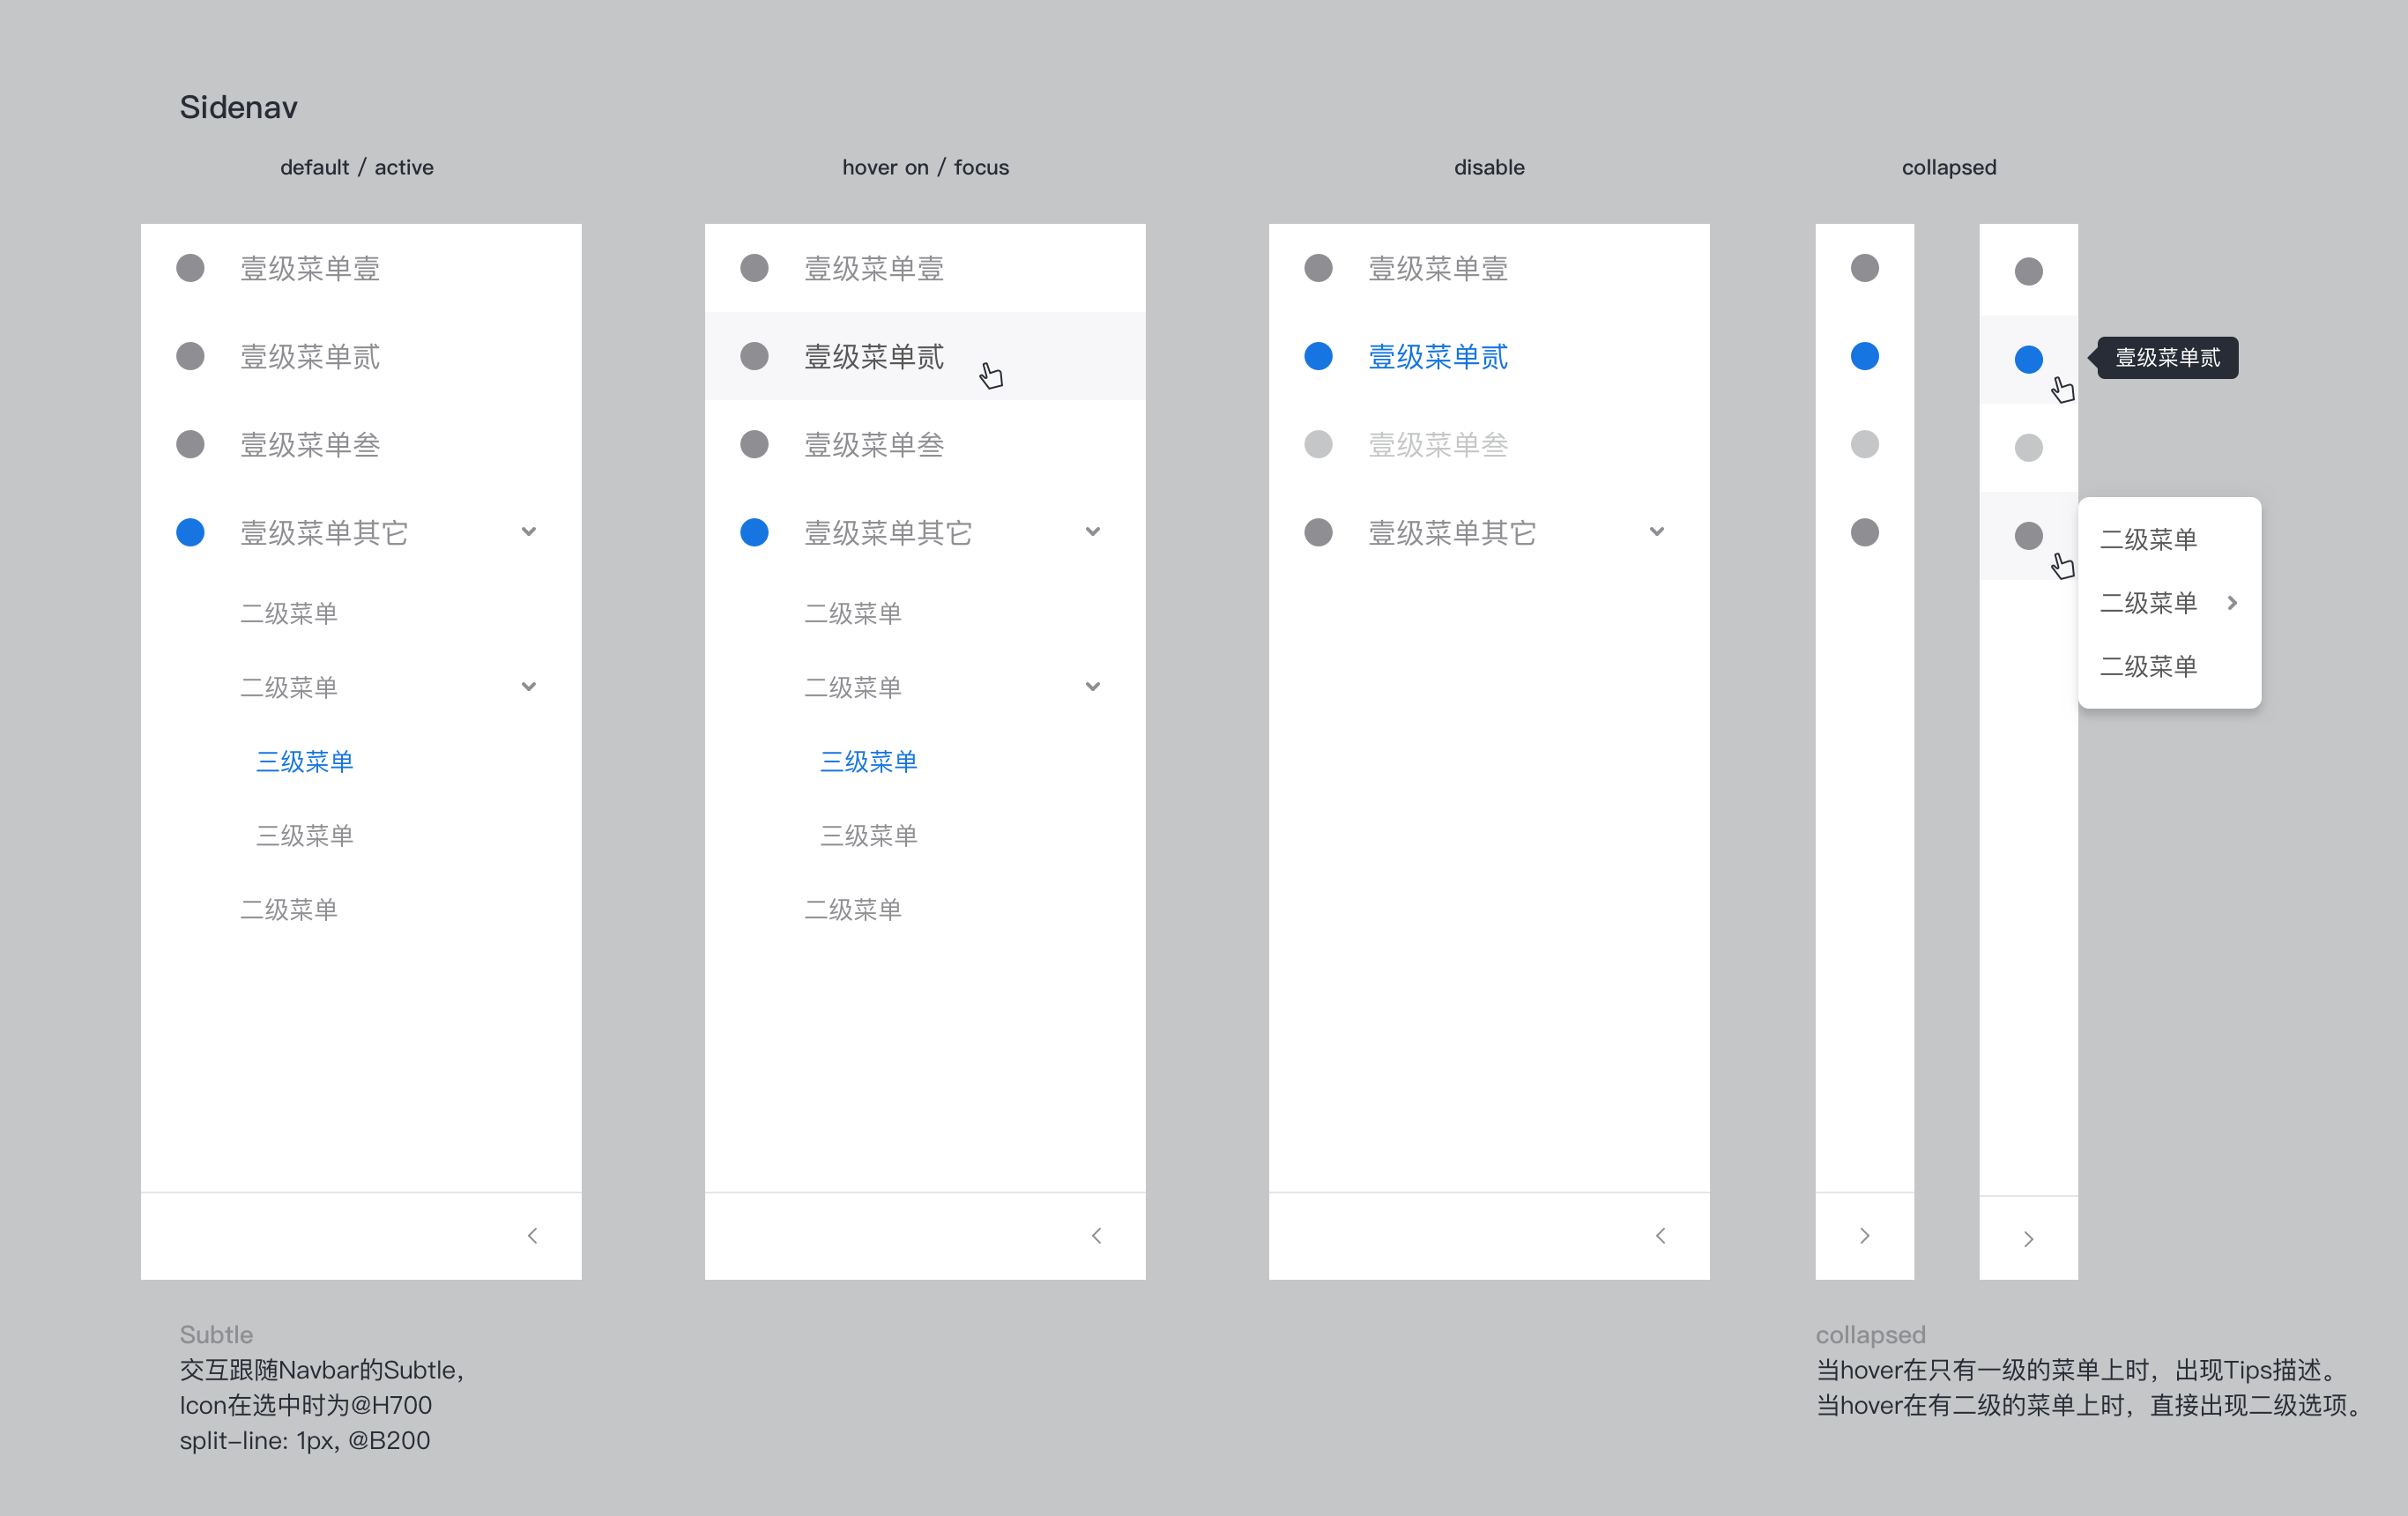 Sidenav
default / active
壹级菜单壹
壹级菜单贰
壹级菜单叁
壹级菜单其它
二级菜单
二级菜单
三级菜单
三级菜单
二级菜单
hover on / focus
壹级菜单壹
壹级菜单贰
壹级菜单叁
壹级菜单其它
二级菜单
二级菜单
三级菜单
三级菜单
二级菜单
disable
壹级菜单壹
壹级菜单贰
壹级菜单叁
壹级菜单其它
collapsed
壹级菜单贰
二级菜单
二级菜单
二级菜单
Subtle
交互跟随Navbar的Subtle,
Icon在选中时为@H700
split-line: 1px, @B200
collapsed
当hover在只有一级的菜单上时，出现Tips描述。
当hover在有二级的菜单上时，直接出现二级选项。